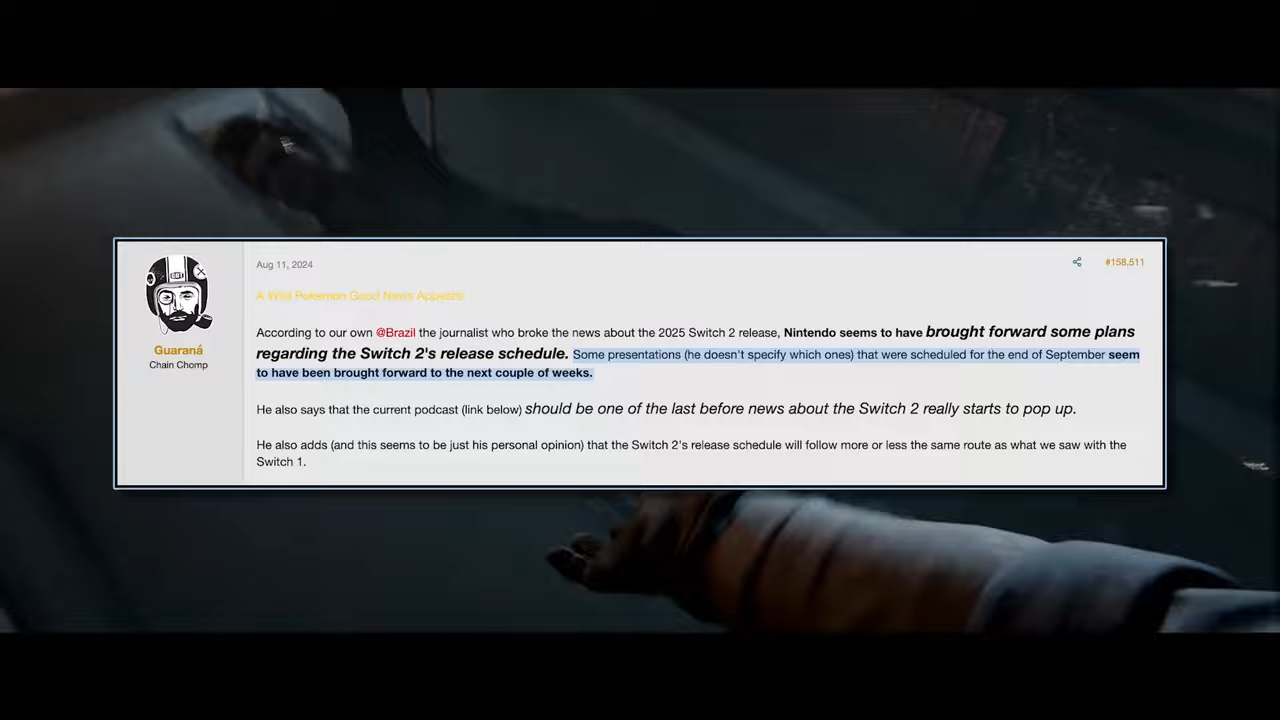 Aug 11, 2024
#158,511
A Wild Pokemon Good News Appears!
According to our own @Brazil the journalist who broke the news about the 2025 Switch 2 release, Nintendo seems to have brought forward some plans
regarding the Switch 2's release schedule. Some presentations (he doesn't specify which ones) that were scheduled for the end of September seem
to have been brought forward to the next couple of weeks.
He also says that the current podcast (link below) should be one of the last before news about the Switch 2 really starts to pop up.
He also adds (and this seems to be just his personal opinion) that the Switch 2's release schedule will follow more or less the same route as what we saw with the
Switch 1.
Guaraná
Chain Chomp